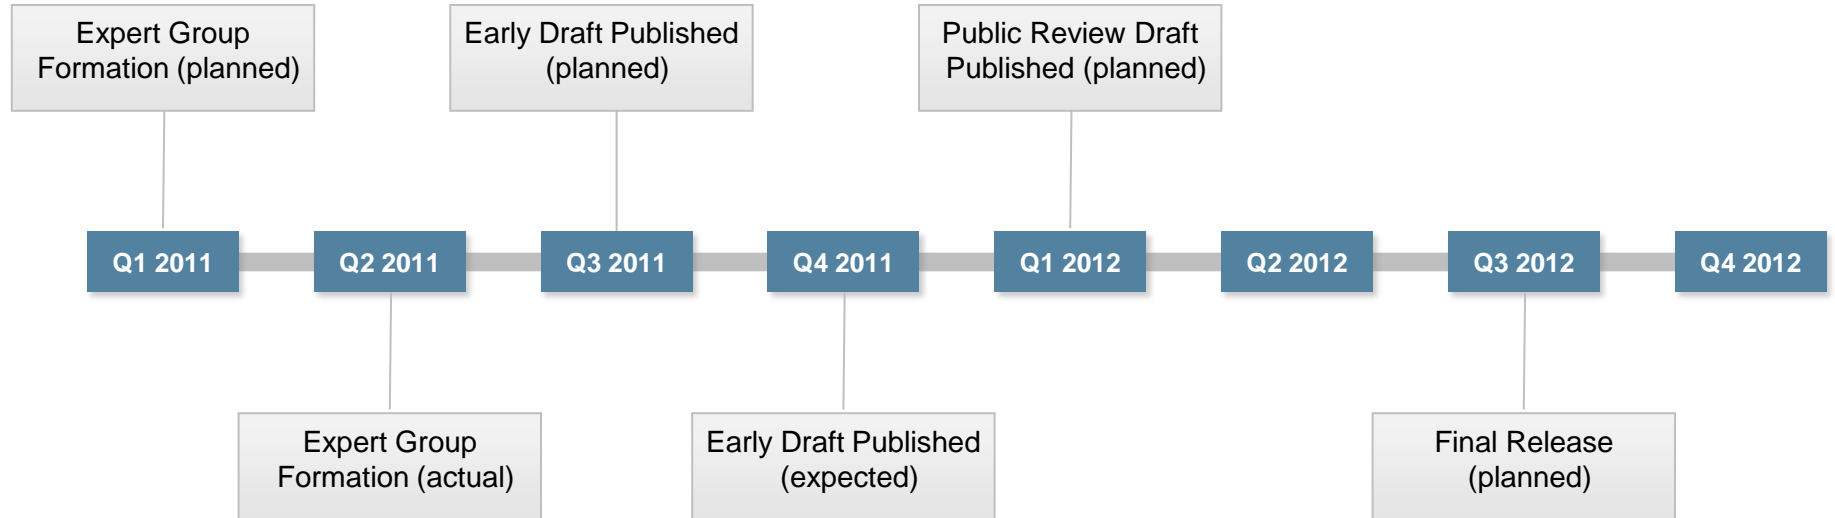 Expert Group
Formation (planned)
Early Draft Published
(planned)
Public Review Draft
Published (planned)
Q1 2011
Q2 2011
Q3 2011
Q4 2011
Q1 2012
Q2 2012
Q3 2012
Q4 2012
Expert Group
Formation (actual)
Early Draft Published
(expected)
Final Release
(planned)